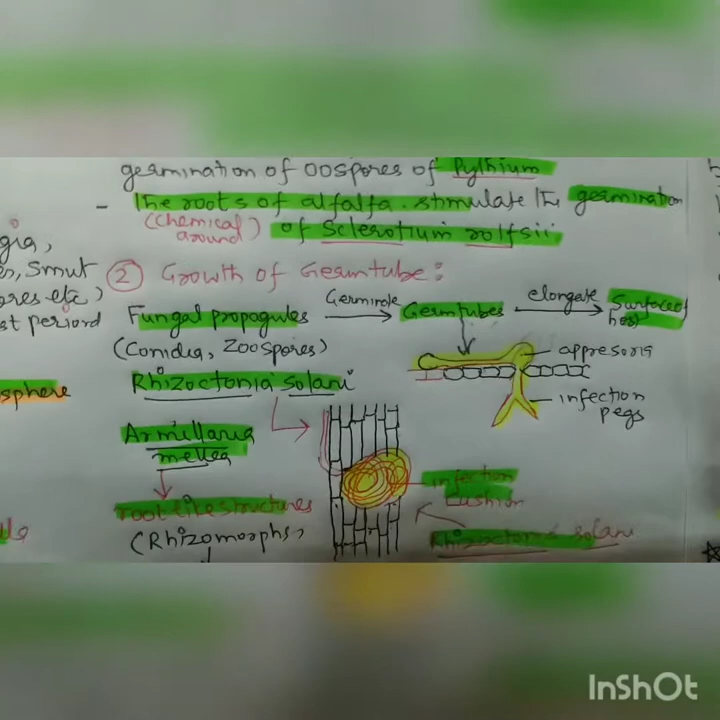 germination of oospores of Pythium
- The roots of alfalfa stimulate the germination
(chemical around) of Sclerotium rolfsii
gia,
Smut
etc)
st period
sphere
② Growth of Germtube:
Fungal propagules Germinate Germtubes elongate Surface of host
(Conidia, Zoospores)
appresoria
infection pegs
Rhizoctonia solani
Armillaria mellea
root like structures
(Rhizomorphs,
infection cushion
Rhizoctonia solani
InShOt